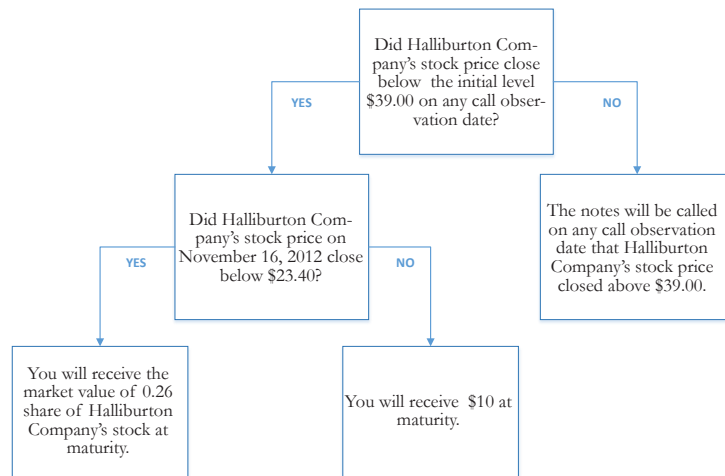 Did Halliburton Com-
pany's stock price close
below the initial level
$39.00 on any call obser-
vation date?
YES
NO
Did Halliburton Com-
pany's stock price on
November 16, 2012 close
below $23.40?
The notes will be called
on any call observation
date that Halliburton
Company's stock price
closed above $39.00.
YES
NO
You will receive the
market value of 0.26
share of Halliburton
Company's stock at
maturity.
You will receive $10 at
maturity.